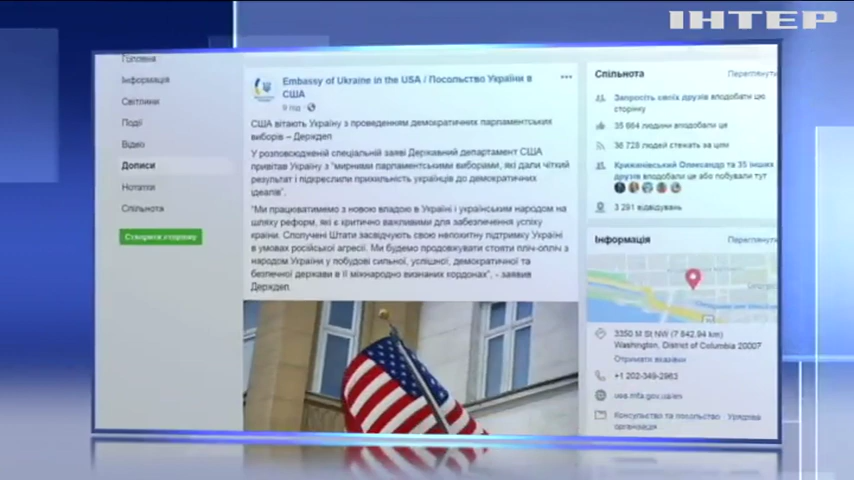 ІНТЕР
Головна
Інформація
Світлини
Події
Відео
Дописи
Нотатки
Спільнота
Створити сторінку
Embassy of Ukraine in the USA / Посольство України в
США
9 год
США вітають Україну з проведенням демократичних парламентських
виборів – Держдеп
У розповсюдженій спеціальній заяві Державний департамент США
привітав Україну з "мирними парламентськими виборами, які дали чіткий
результат і підкреслили прихильність українців до демократичних
ідеалів".
"Ми працюватимемо з новою владою в Україні і українським народом на
шляху реформ, які є критично важливими для забезпечення успіху
країни. Сполучені Штати засвідчують свою непохитну підтримку Україні
в умовах російської агресії. Ми будемо продовжувати стояти пліч-опліч з
народом України у побудові сильної, успішної, демократичної та
безпечної держави в її міжнародно визнаних кордонах", - заявив
Держдеп.
Спільнота
Переглянути
Запросіть своїх друзів вподобати цю
сторінку
35 664 людини вподобали це
36 728 людей стежать за цим
Крижанівський Олександр та 35 інших
друзів вподобали це або побували тут
3 291 відвідувань
Інформація
Переглянути
3350 M St NW (7 842.94 km)
Washington, District of Columbia 20007
Отримати вказівки
+1 202-349-2963
usa.mfa.gov.ua/en
Консульство та посольство · Урядова
організація